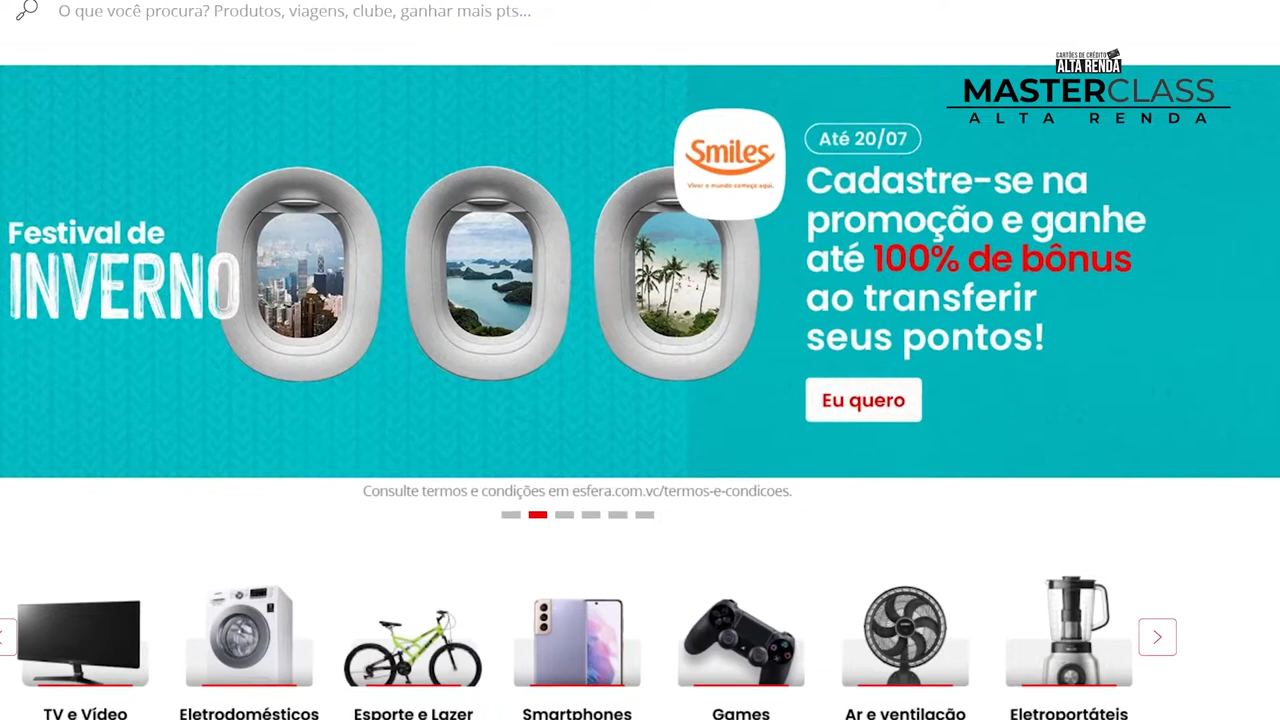 O que você procura? Produtos, viagens, clube, ganhar mais pts...
CARTÕES DE CRÉDITO
ALTA RENDA
MASTERCLASS
ALTA RENDA
Smiles
Viver o mundo começa aqui.
Até 20/07
Cadastre-se na
promoção e ganhe
até 100% de bônus
ao transferir
seus pontos!
Eu quero
Festival de
INVERNO
Consulte termos e condições em esfera.com.vc/termos-e-condicoes.
TV e Vídeo
Eletrodomésticos
Esporte e Lazer
Smartphones
Games
Ar e ventilação
Eletroportáteis